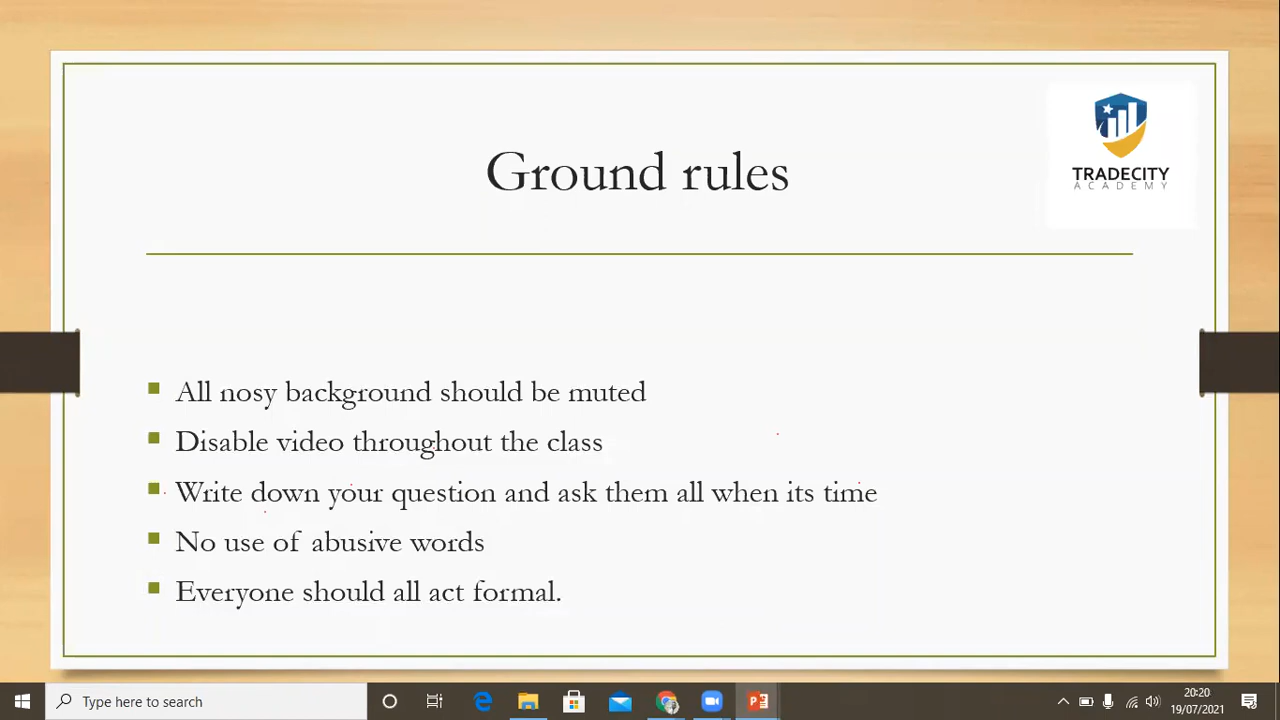 TRADECITY
ACADEMY
Ground rules
All nosy background should be muted
Disable video throughout the class
Write down your question and ask them all when its time
No use of abusive words
Everyone should all act formal.
Type here to search
20:20
19/07/2021